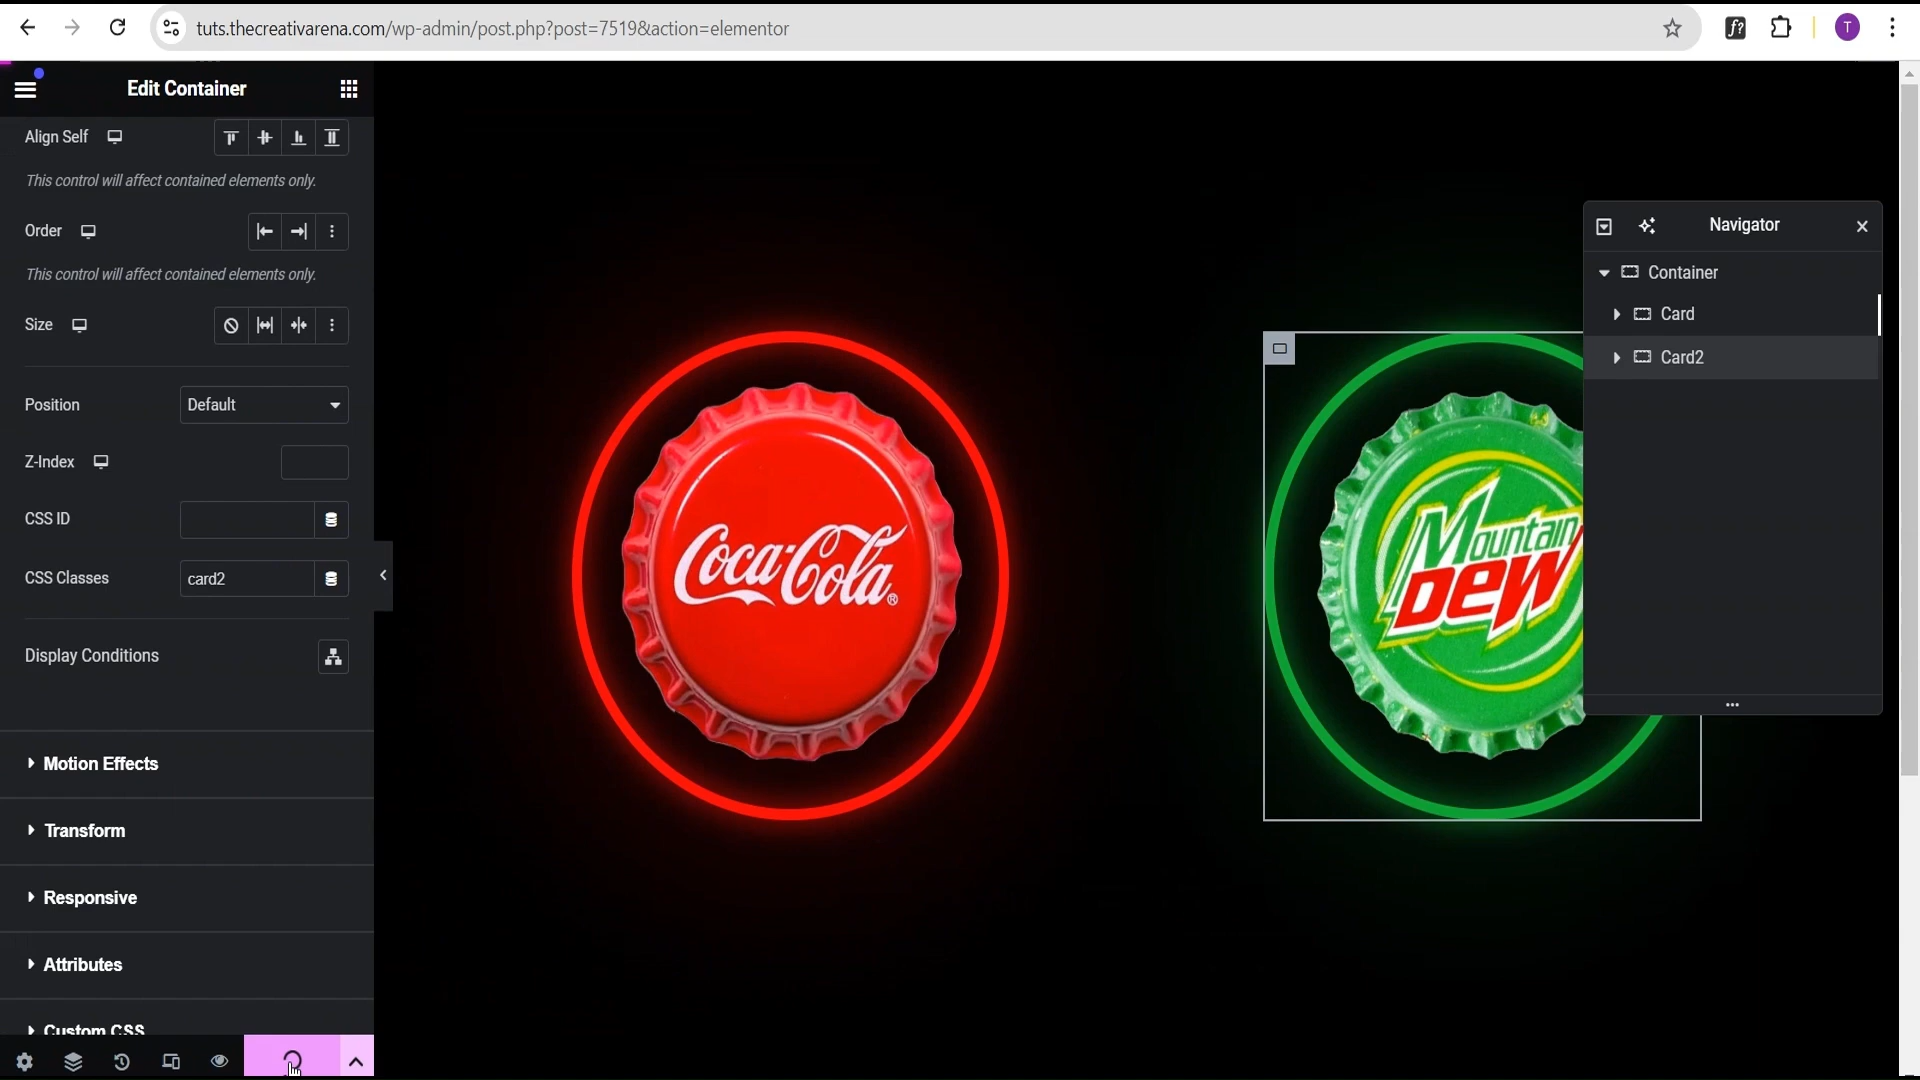 tuts.thecreativarena.com/wp-admin/post.php?post=7519&action=elementor
f?
T
Edit Container
Align Self
This control will affect contained elements only.
Order
This control will affect contained elements only.
Size
Position
Default
Z-Index
CSS ID
CSS Classes
card2
Display Conditions
Motion Effects
Transform
Responsive
Attributes
Custom CSS
Coca-Cola®
Mountain
DEW
Navigator
Container
Card
Card2